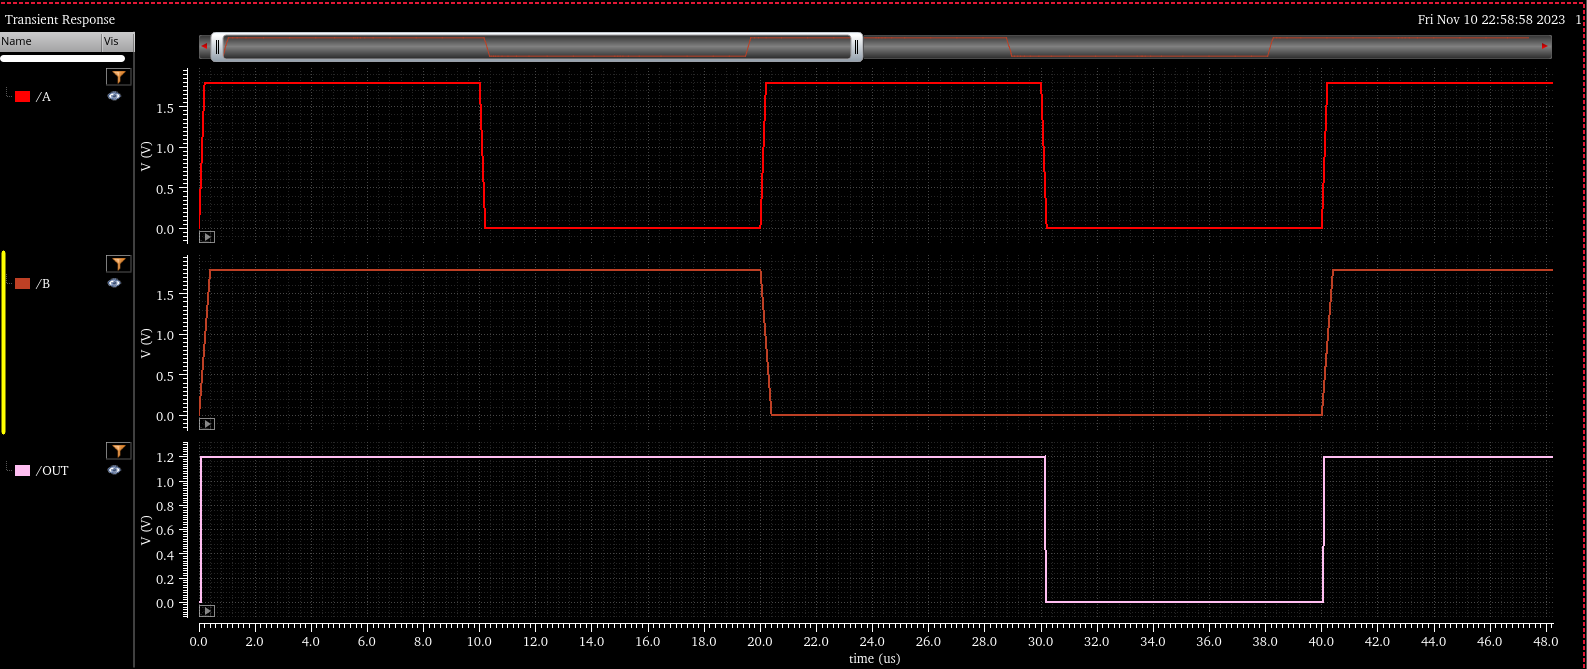 Transient Response
Fri Nov 10 22:58:58 2023 1
Name Vis
/A
1.5
1.0
0.5
0.0
V (V)
/B
1.5
1.0
0.5
0.0
V (V)
/OUT
1.2
1.0
0.8
0.6
0.4
0.2
0.0
V (V)
0.0 2.0 4.0 6.0 8.0 10.0 12.0 14.0 16.0 18.0 20.0 22.0 24.0 26.0 28.0 30.0 32.0 34.0 36.0 38.0 40.0 42.0 44.0 46.0 48.0
time (us)